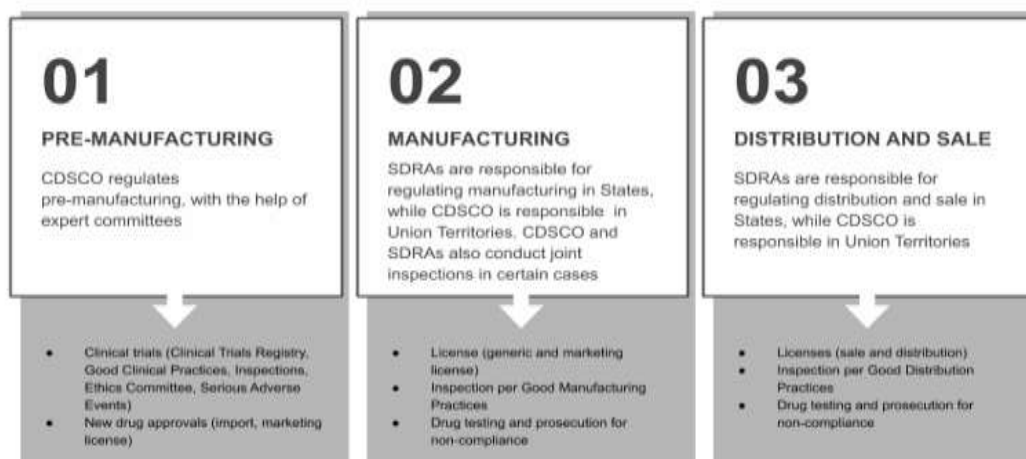 01
PRE-MANUFACTURING
CDSCO regulates
pre-manufacturing, with the help of
expert committees
• Clinical trials (Clinical Trials Registry,
Good Clinical Practices, Inspections,
Ethics Committee, Serious Adverse
Events)
• New drug approvals (import, marketing
license)
02
MANUFACTURING
SDRAs are responsible for
regulating manufacturing in States,
while CDSCO is responsible in
Union Territories. CDSCO and
SDRAs also conduct joint
inspections in certain cases
• License (generic and marketing
license)
• Inspection per Good Manufacturing
Practices
• Drug testing and prosecution for
non-compliance
03
DISTRIBUTION AND SALE
SDRAs are responsible for
regulating distribution and sale in
States, while CDSCO is
responsible in Union Territories
• Licenses (sale and distribution)
• Inspection per Good Distribution
Practices
• Drug testing and prosecution for
non-compliance